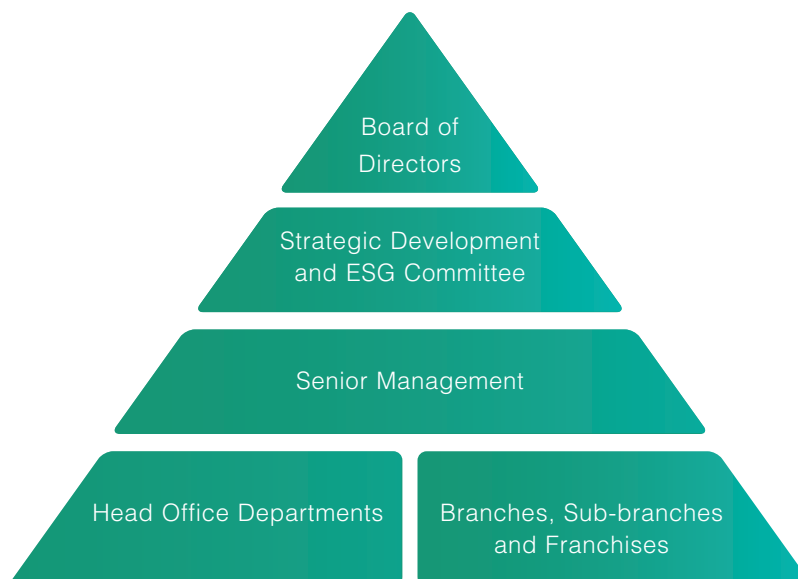 Board of
Directors
Strategic Development
and ESG Committee
Senior Management
Head Office Departments
Branches, Sub-branches
and Franchises